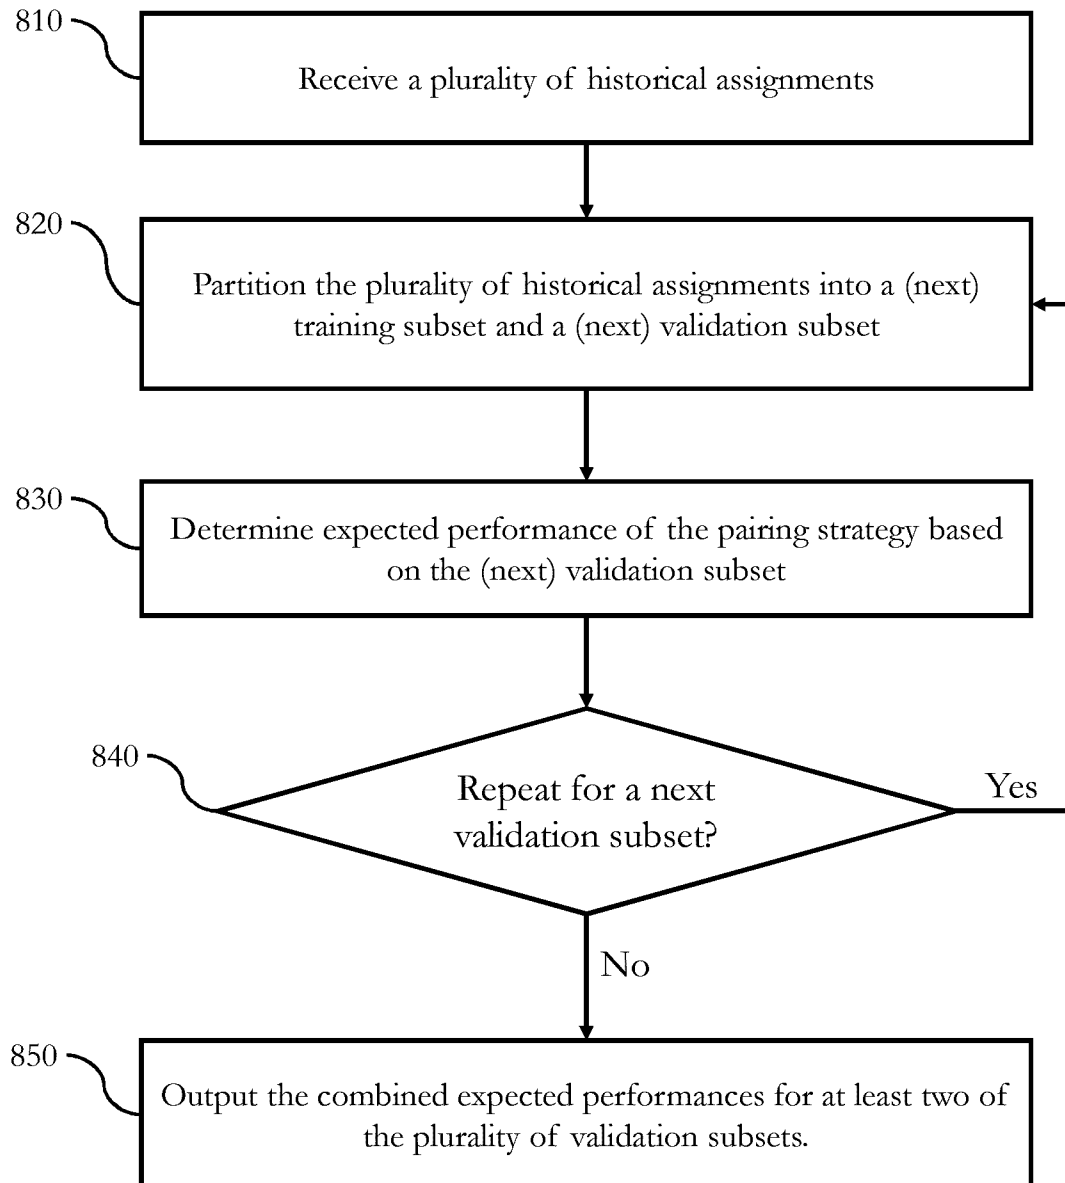 810
Receive a plurality of historical assignments
820
Partition the plurality of historical assignments into a (next)
training subset and a (next) validation subset
830
Determine expected performance of the pairing strategy based
on the (next) validation subset
840
Repeat for a next
validation subset?
Yes
No
850
Output the combined expected performances for at least two of
the plurality of validation subsets.